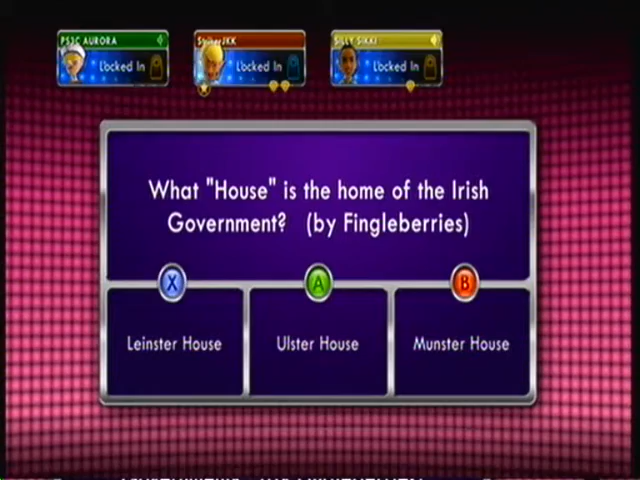 PS3C AURORA
StrikerJKK
SILLY SIKKI
Locked In
Locked In
Locked In
What "House" is the home of the Irish
Government? (by Fingleberries)
X
A
B
Leinster House
Ulster House
Munster House